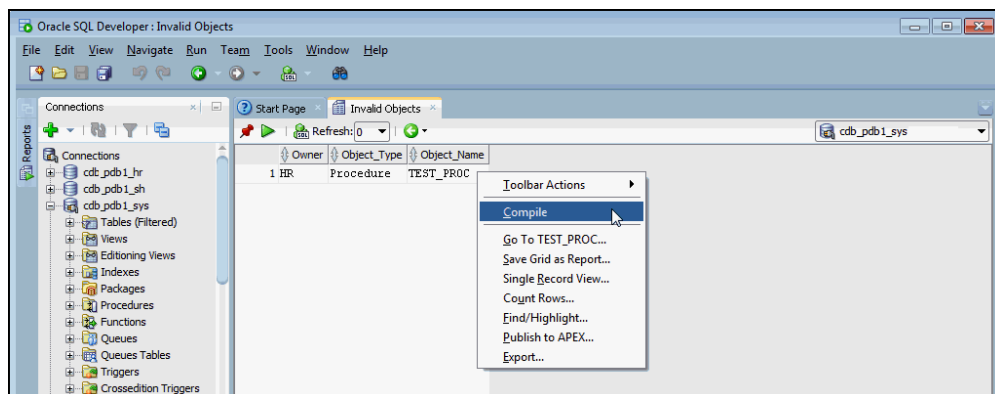 Oracle SQL Developer : Invalid Objects
File Edit View Navigate Run Team Tools Window Help
Connections
Start Page
Invalid Objects
Reports
Refresh: 0
cdb_pdb1_sys
Connections
cdb_pdb1_hr
cdb_pdb1_sh
cdb_pdb1_sys
Tables (Filtered)
Views
Editioning Views
Indexes
Packages
Procedures
Functions
Queues
Queues Tables
Triggers
Crossedition Triggers
Owner Object_Type Object_Name
1 HR Procedure TEST_PROC
Toolbar Actions
Compile
Go To TEST_PROC...
Save Grid as Report...
Single Record View...
Count Rows...
Find/Highlight...
Publish to APEX...
Export...